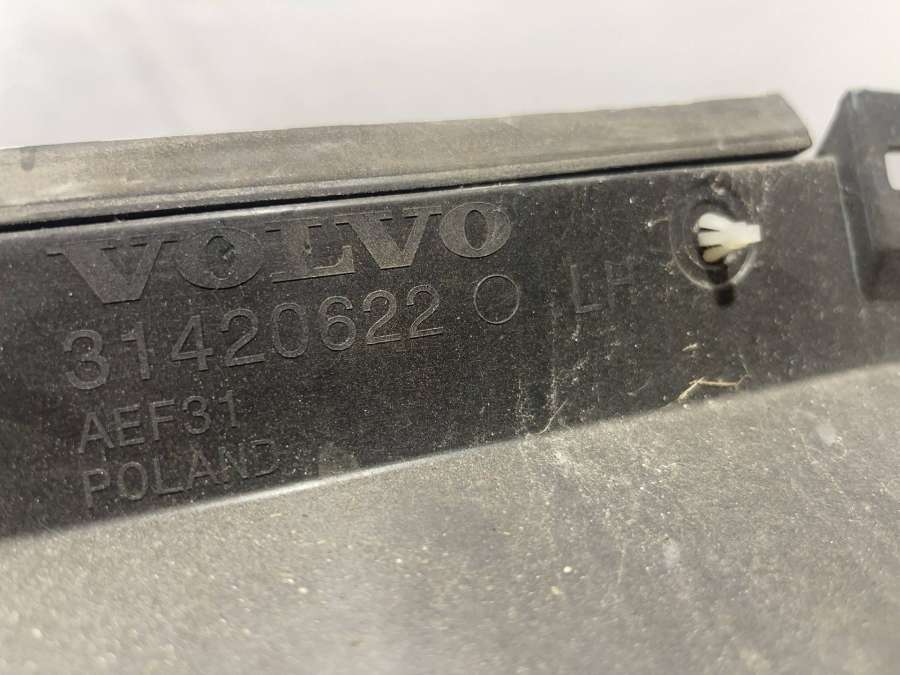 VOLVO
31420622 LH
AEF31
POLAND